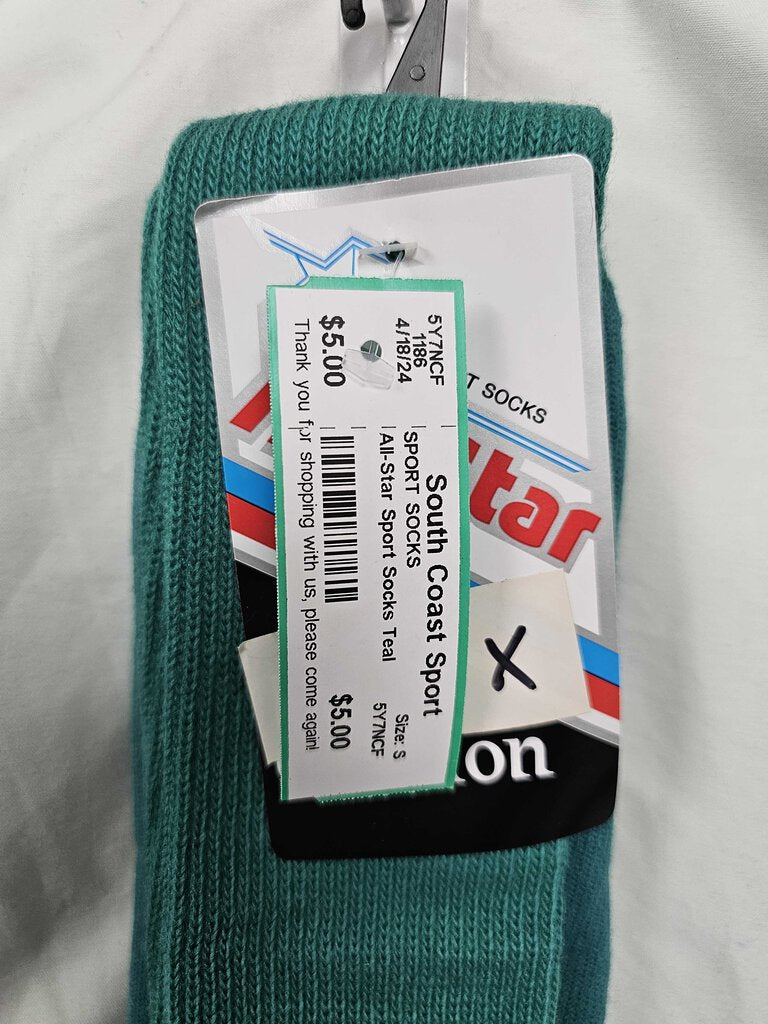 South Coast Sport
SPORT SOCKS
All-Star Sport Socks Teal
Size: S
5Y7NCF
$5.00
5Y7NCF
1186
4/18/24
$5.00
Thank you for shopping with us, please come again!
T SOCKS
tar
X
on